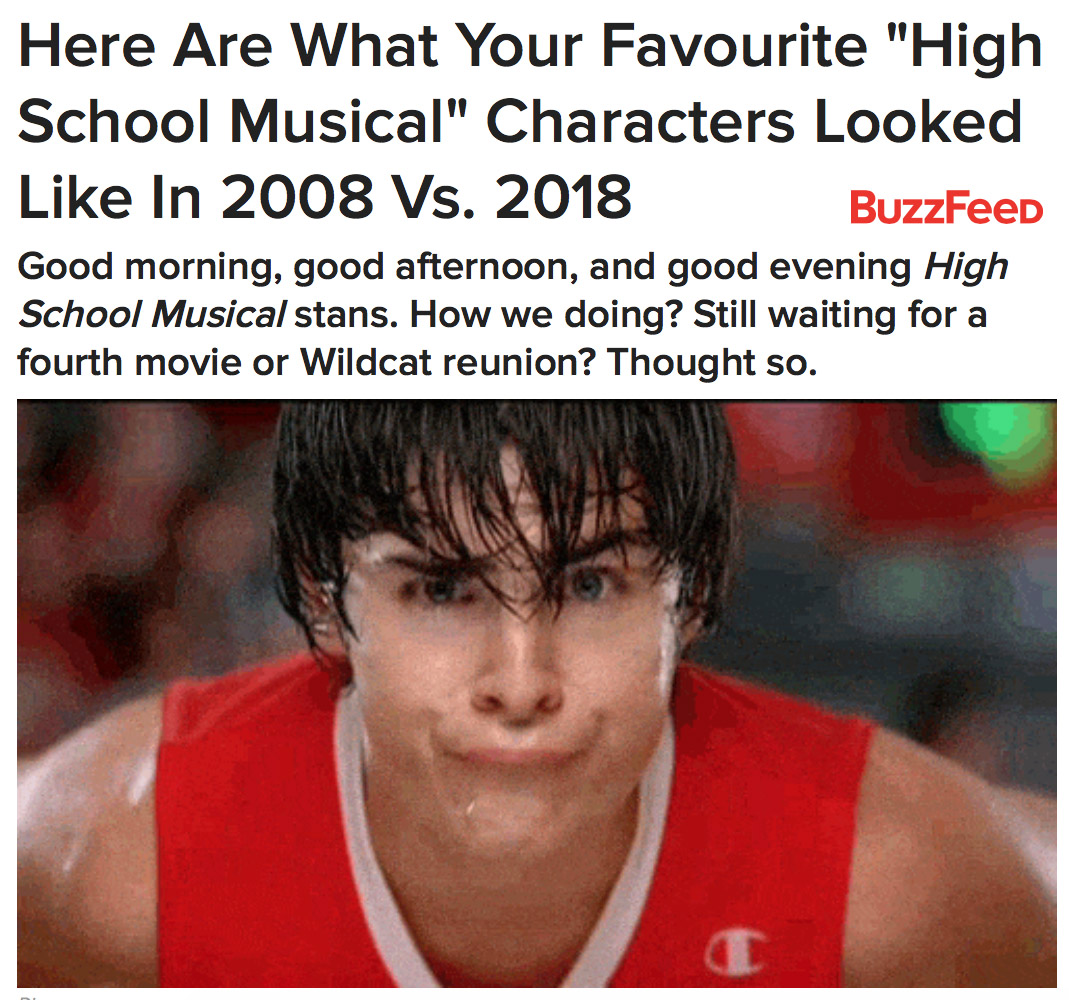 Here Are What Your Favourite "High
School Musical" Characters Looked
Like In 2008 Vs. 2018
BuzzFeed
Good morning, good afternoon, and good evening High
School Musical stans. How we doing? Still waiting for a
fourth movie or Wildcat reunion? Thought so.